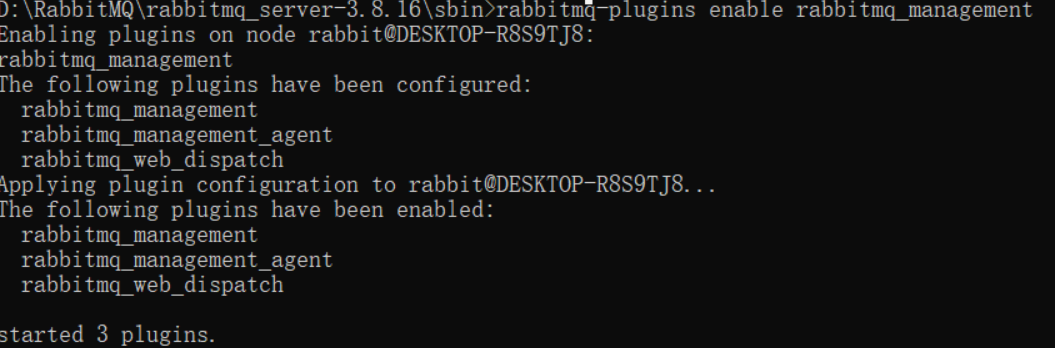 D:\RabbitMQ\rabbitmq_server-3.8.16\sbin>rabbitmq-plugins enable rabbitmq_management
Enabling plugins on node rabbit@DESKTOP-R8S9TJ8:
rabbitmq_management
The following plugins have been configured:
  rabbitmq_management
  rabbitmq_management_agent
  rabbitmq_web_dispatch
Applying plugin configuration to rabbit@DESKTOP-R8S9TJ8...
The following plugins have been enabled:
  rabbitmq_management
  rabbitmq_management_agent
  rabbitmq_web_dispatch

started 3 plugins.